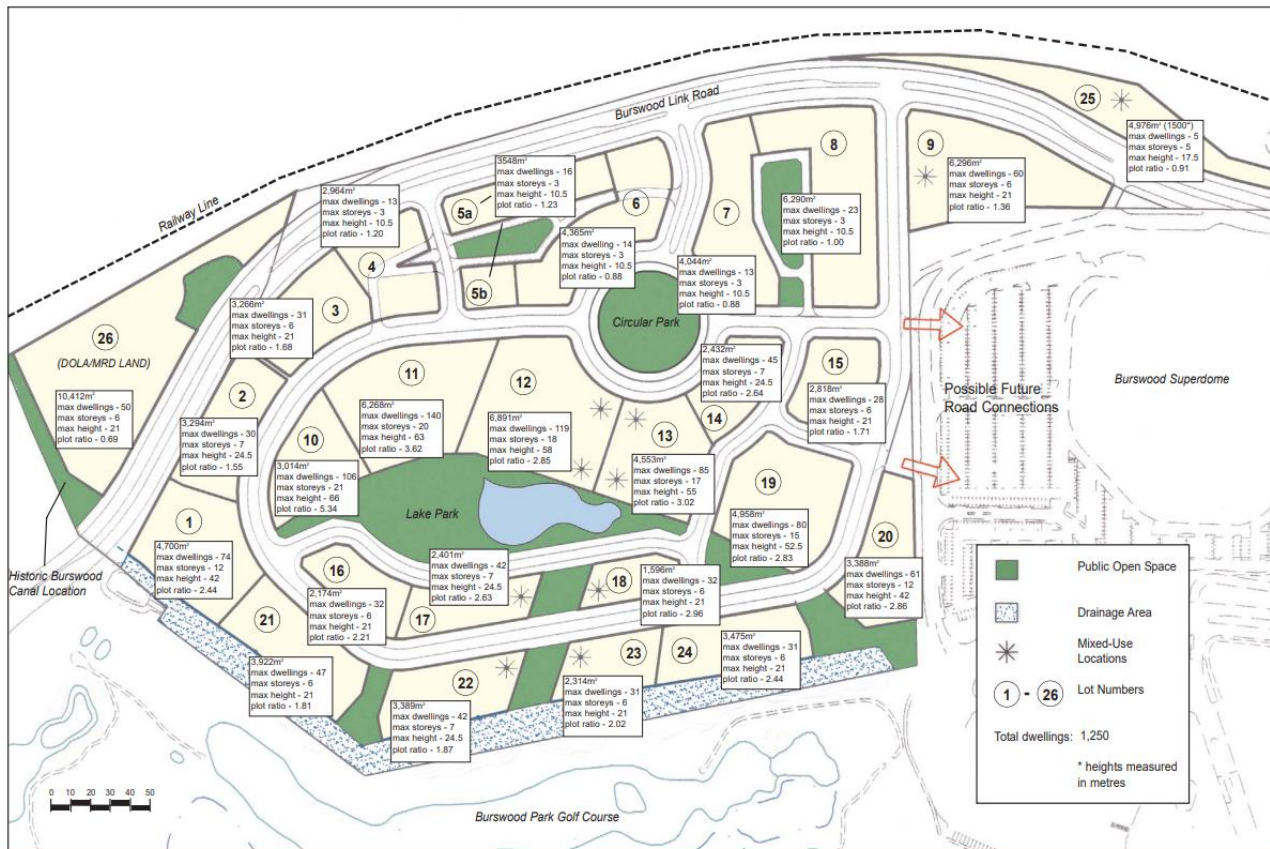 Burswood Link Road
Railway Line
25
4,976m² (1500*)
max dwellings - 5
max storeys - 5
max height - 17.5
plot ratio - 0.91
8
9
6,296m²
max dwellings - 60
max storeys - 6
max height - 21
plot ratio - 1.36
3548m²
max dwellings - 16
max storeys - 3
max height - 10.5
plot ratio - 1.23
2,964m²
max dwellings - 13
max storeys - 3
max height - 10.5
plot ratio - 1.20
5a
6
7
6,290m²
max dwellings - 23
max storeys - 3
max height - 10.5
plot ratio - 1.00
4,365m²
max dwelling - 14
max storeys - 3
max height - 10.5
plot ratio - 0.88
4
5b
4,044m²
max dwellings - 13
max storeys - 3
max height - 10.5
plot ratio - 0.88
3
3,266m²
max dwellings - 31
max storeys - 6
max height - 21
plot ratio - 1.68
Circular Park
26
(DOLA/MRD LAND)
10,412m²
max dwellings - 50
max storeys - 6
max height - 21
plot ratio - 0.69
2
3,294m²
max dwellings - 30
max storeys - 7
max height - 24.5
plot ratio - 1.55
11
6,268m²
max dwellings - 140
max storeys - 20
max height - 63
plot ratio - 3.62
12
6,891m²
max dwellings - 119
max storeys - 18
max height - 58
plot ratio - 2.85
2,432m²
max dwellings - 45
max storeys - 7
max height - 24.5
plot ratio - 2.64
15
2,818m²
max dwellings - 28
max storeys - 6
max height - 21
plot ratio - 1.71
Possible Future
Road Connections
Burswood Superdome
10
3,014m²
max dwellings - 106
max storeys - 21
max height - 66
plot ratio - 5.34
13
4,553m²
max dwellings - 85
max storeys - 17
max height - 55
plot ratio - 3.02
14
19
4,958m²
max dwellings - 80
max storeys - 15
max height - 52.5
plot ratio - 2.83
Lake Park
1
4,700m²
max dwellings - 74
max storeys - 12
max height - 42
plot ratio - 2.44
20
3,388m²
max dwellings - 61
max storeys - 12
max height - 42
plot ratio - 2.86
Historic Burswood
Canal Location
16
2,174m²
max dwellings - 32
max storeys - 6
max height - 21
plot ratio - 2.21
2,401m²
max dwellings - 42
max storeys - 7
max height - 24.5
plot ratio - 2.63
17
18
1,596m²
max dwellings - 32
max storeys - 6
max height - 21
plot ratio - 2.96
21
3,922m²
max dwellings - 47
max storeys - 6
max height - 21
plot ratio - 1.81
22
3,389m²
max dwellings - 42
max storeys - 7
max height - 24.5
plot ratio - 1.87
23
2,314m²
max dwellings - 31
max storeys - 6
max height - 21
plot ratio - 2.02
24
3,475m²
max dwellings - 31
max storeys - 6
max height - 21
plot ratio - 2.44
Public Open Space
Drainage Area
Mixed-Use
Locations
1 - 26 Lot Numbers
Total dwellings: 1,250
* heights measured
in metres
0 10 20 30 40 50
Burswood Park Golf Course